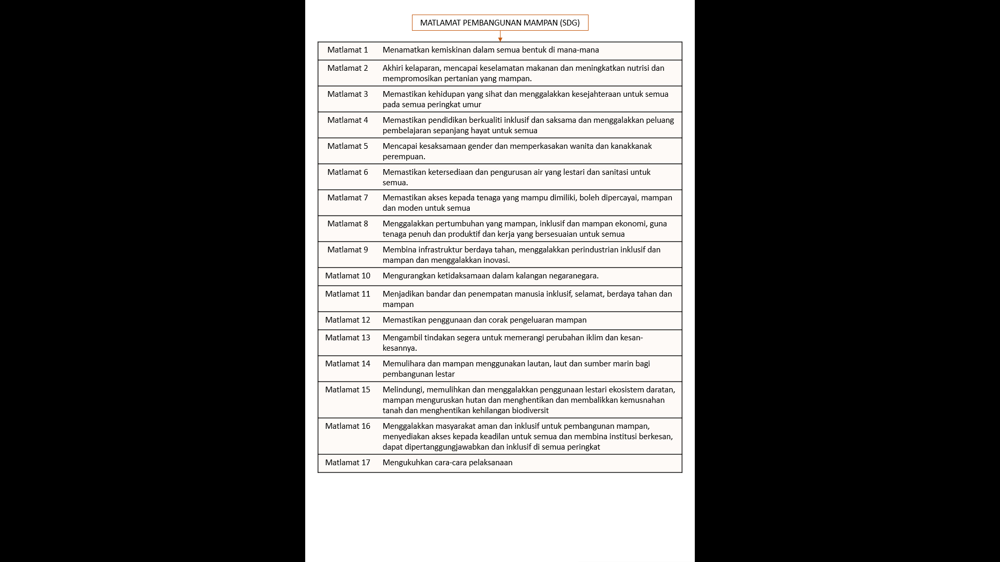 MATLAMAT PEMBANGUNAN MAMPAN (SDG)
Matlamat 1 Menamatkan kemiskinan dalam semua bentuk di mana-mana
Matlamat 2 Akhiri kelaparan, mencapai keselamatan makanan dan meningkatkan nutrisi dan
mempromosikan pertanian yang mampan.
Matlamat 3 Memastikan kehidupan yang sihat dan menggalakkan kesejahteraan untuk semua
pada semua peringkat umur
Matlamat 4 Memastikan pendidikan berkualiti inklusif dan saksama dan menggalakkan peluang
pembelajaran sepanjang hayat untuk semua
Matlamat 5 Mencapai kesaksamaan gender dan memperkasakan wanita dan kanakkanak
perempuan.
Matlamat 6 Memastikan ketersediaan dan pengurusan air yang lestari dan sanitasi untuk
semua.
Matlamat 7 Memastikan akses kepada tenaga yang mampu dimiliki, boleh dipercayai, mampan
dan moden untuk semua
Matlamat 8 Menggalakkan pertumbuhan yang mampan, inklusif dan mampan ekonomi, guna
tenaga penuh dan produktif dan kerja yang bersesuaian untuk semua
Matlamat 9 Membina infrastruktur berdaya tahan, menggalakkan perindustrian inklusif dan
mampan dan menggalakkan inovasi.
Matlamat 10 Mengurangkan ketidaksamaan dalam kalangan negaranegara.
Matlamat 11 Menjadikan bandar dan penempatan manusia inklusif, selamat, berdaya tahan dan
mampan
Matlamat 12 Memastikan penggunaan dan corak pengeluaran mampan
Matlamat 13 Mengambil tindakan segera untuk memerangi perubahan iklim dan kesan-
kesannya.
Matlamat 14 Memulihara dan mampan menggunakan lautan, laut dan sumber marin bagi
pembangunan lestar
Matlamat 15 Melindungi, memulihkan dan menggalakkan penggunaan lestari ekosistem daratan,
mampan menguruskan hutan dan menghentikan dan membalikkan kemusnahan
tanah dan menghentikan kehilangan biodiversit
Matlamat 16 Menggalakkan masyarakat aman dan inklusif untuk pembangunan mampan,
menyediakan akses kepada keadilan untuk semua dan membina institusi berkesan,
dapat dipertanggungjawabkan dan inklusif di semua peringkat
Matlamat 17 Mengukuhkan cara-cara pelaksanaan